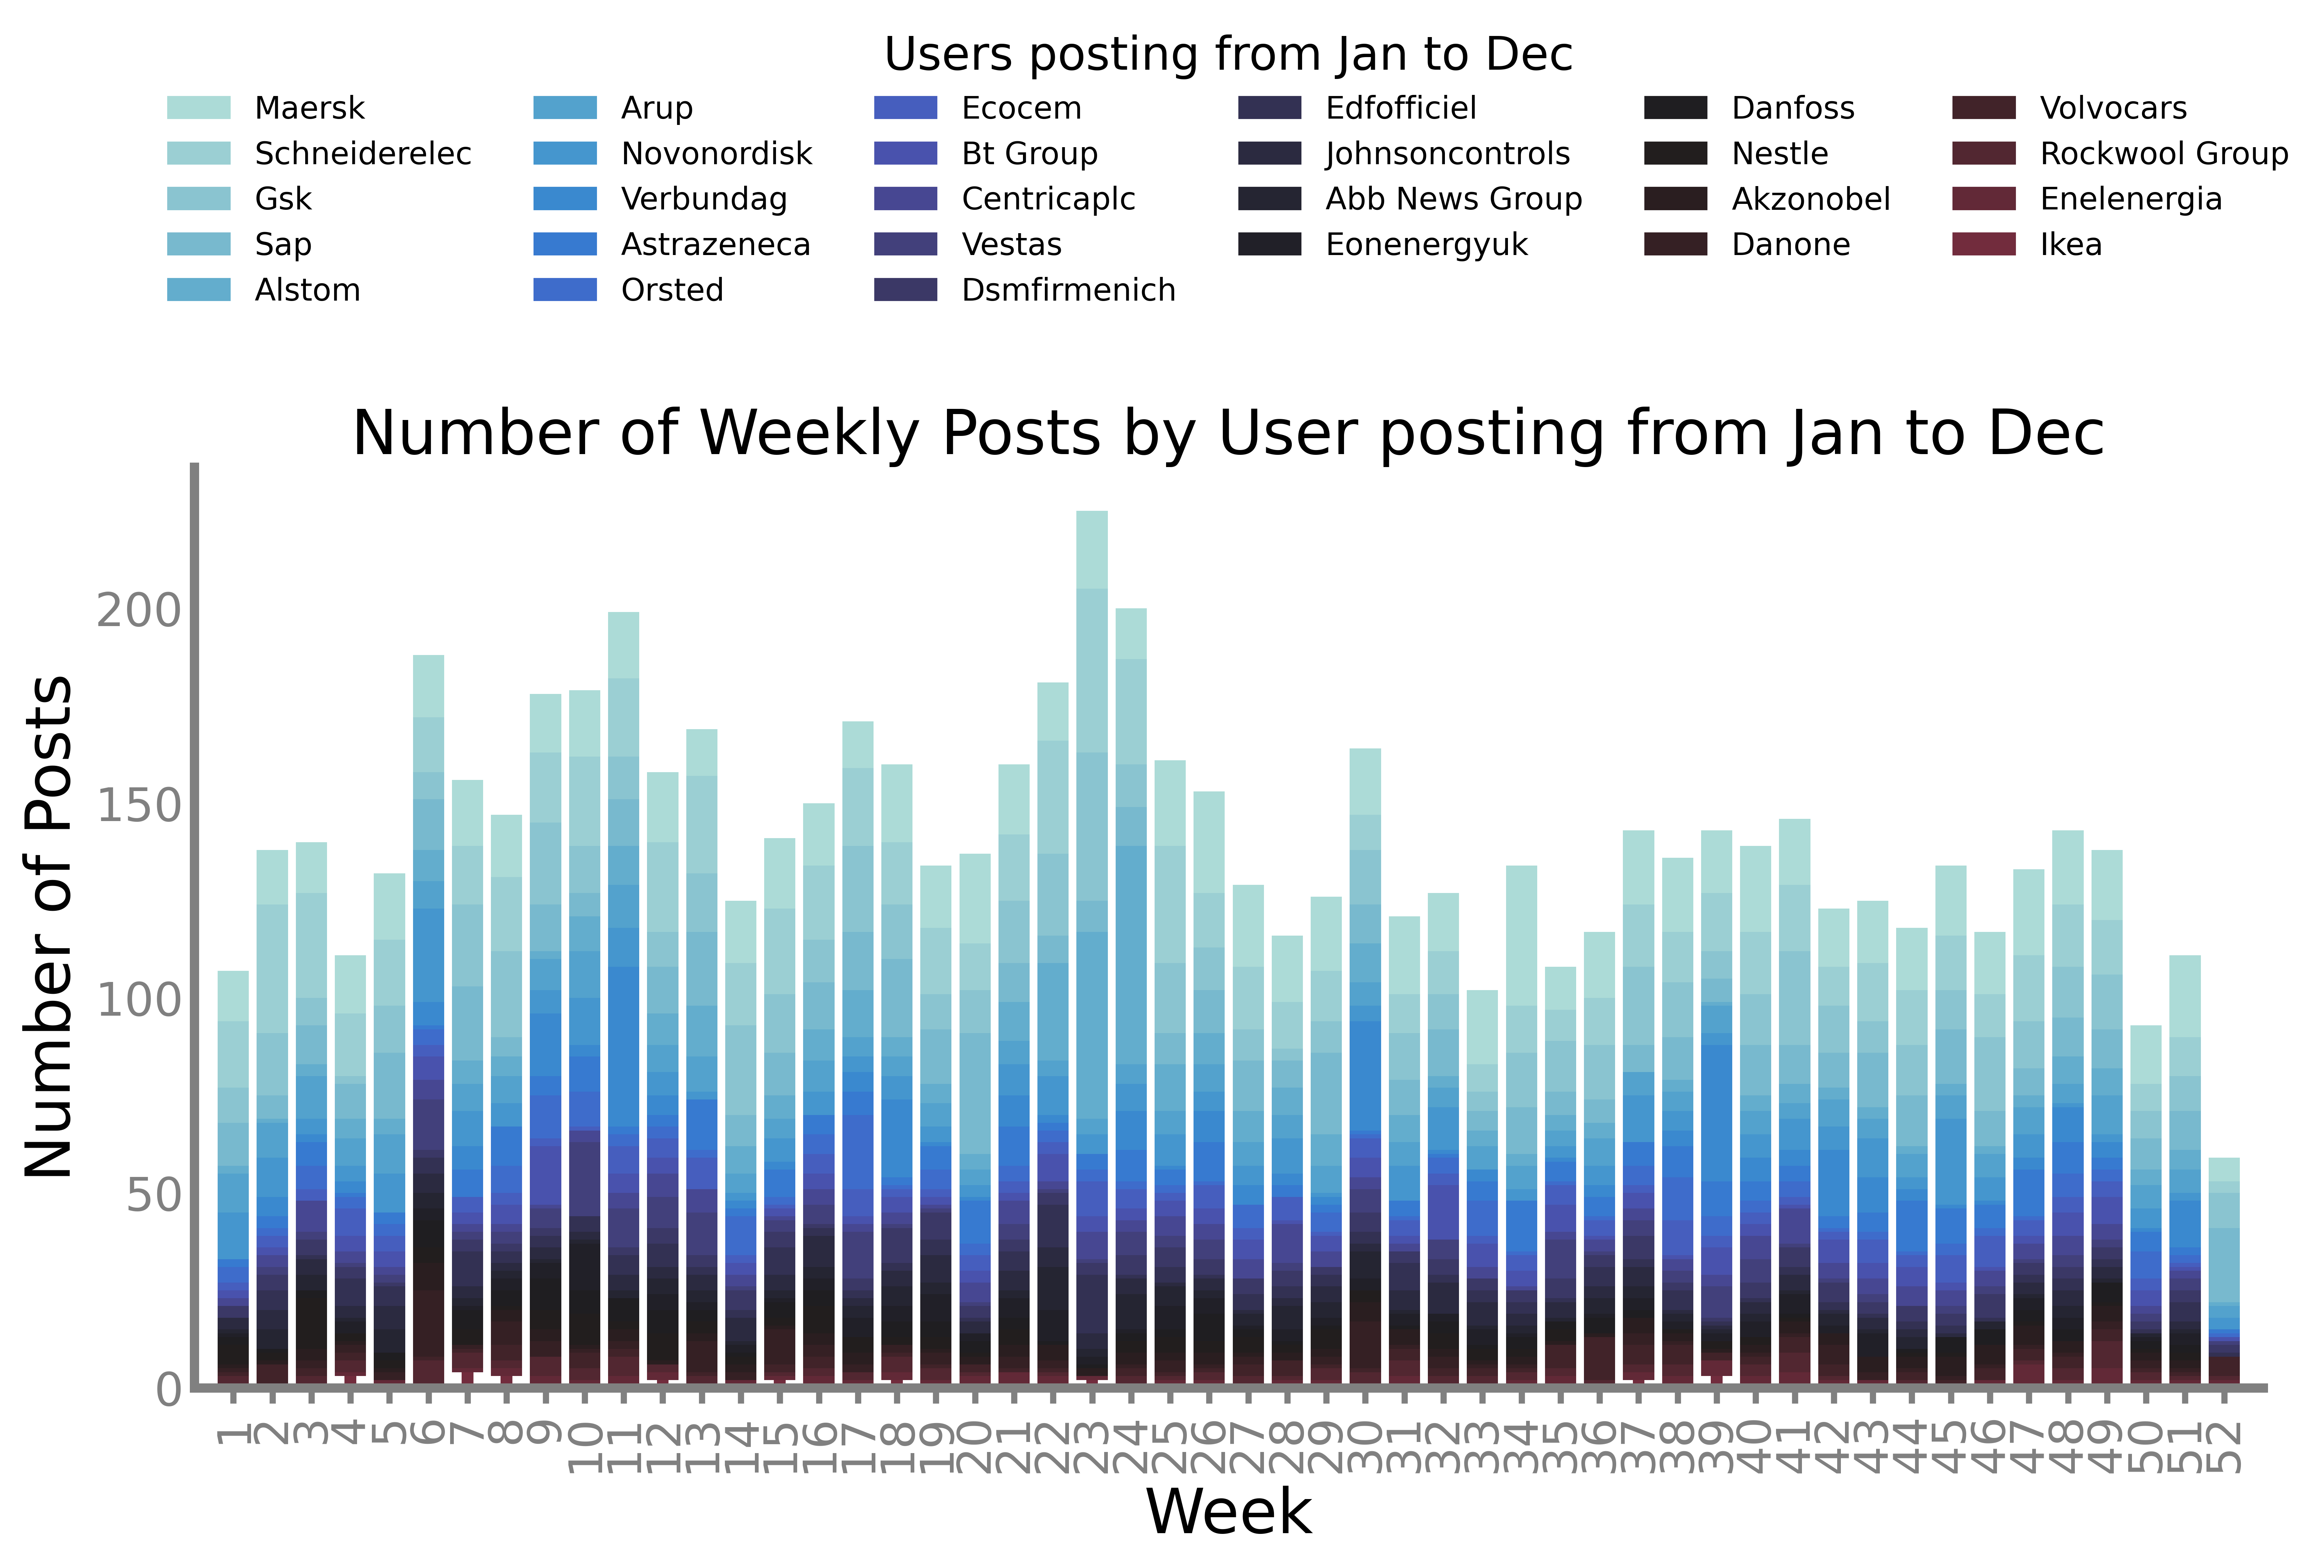 Users posting from Jan to Dec
Maersk Arup Ecocem Edfofficiel Danfoss Volvocars
Schneiderelec Novonordisk Bt Group Johnsoncontrols Nestle Rockwool Group
Gsk Verbundag Centricaplc Abb News Group Akzonobel Enelenergia
Sap Astrazeneca Vestas Eonenergyuk Danone Ikea
Alstom Orsted Dsmfirmenich
Number of Weekly Posts by User posting from Jan to Dec
Number of Posts
200
150
100
50
0
1 2 3 4 5 6 7 8 9 10 11 12 13 14 15 16 17 18 19 20 21 22 23 24 25 26 27 28 29 30 31 32 33 34 35 36 37 38 39 40 41 42 43 44 45 46 47 48 49 50 51 52
Week